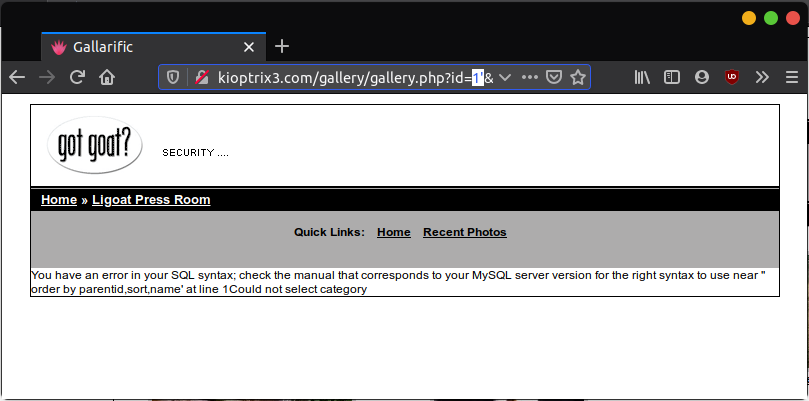 Gallarific
kioptrix3.com/gallery/gallery.php?id=1'&
got goat?
SECURITY ....
Home » Ligoat Press Room
Quick Links: Home Recent Photos
You have an error in your SQL syntax; check the manual that corresponds to your MySQL server version for the right syntax to use near ''
order by parentid,sort,name' at line 1Could not select category